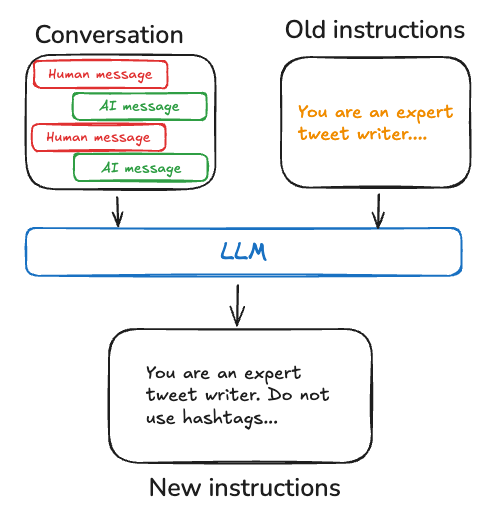 Conversation
Old instructions
Human message
AI message
Human message
AI message
You are an expert
tweet writer....
LLM
You are an expert
tweet writer. Do not
use hashtags...
New instructions